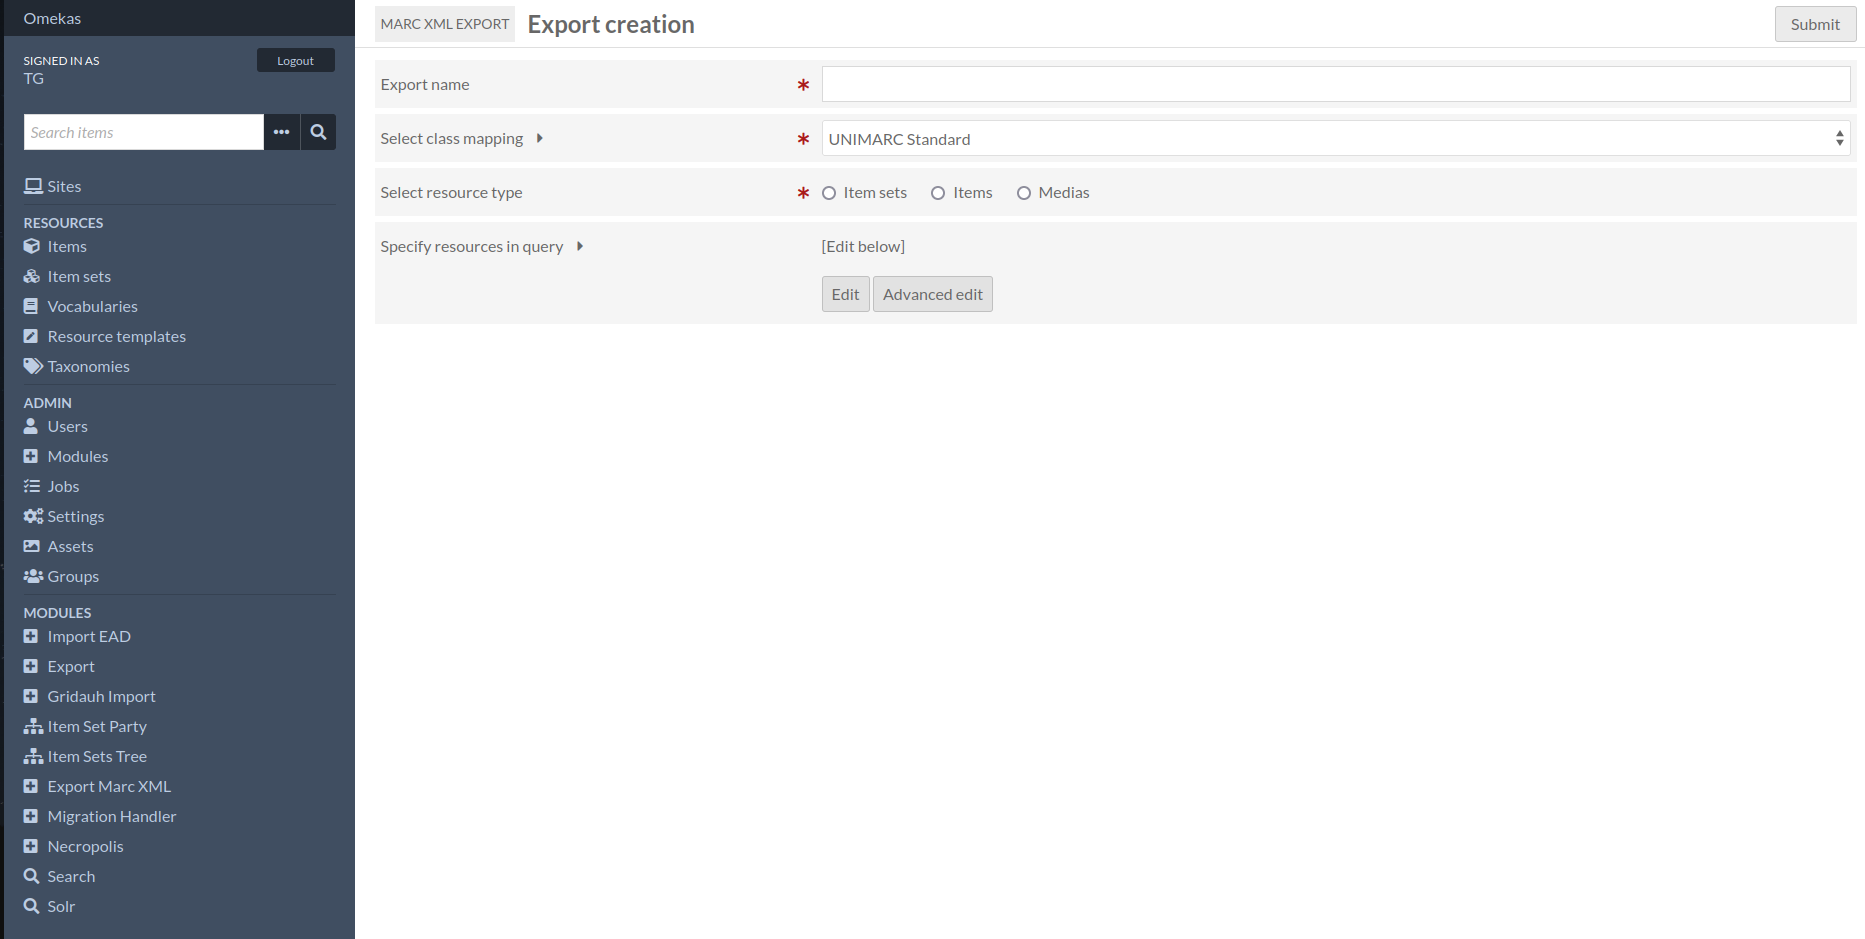 Omekas
SIGNED IN AS
TG
Logout
Search items
Sites
RESOURCES
Items
Item sets
Vocabularies
Resource templates
Taxonomies
ADMIN
Users
Modules
Jobs
Settings
Assets
Groups
MODULES
Import EAD
Export
Gridauh Import
Item Set Party
Item Sets Tree
Export Marc XML
Migration Handler
Necropolis
Search
Solr
MARC XML EXPORT Export creation
Submit
Export name
Select class mapping
UNIMARC Standard
Select resource type
Item sets Items Medias
Specify resources in query
[Edit below]
Edit Advanced edit